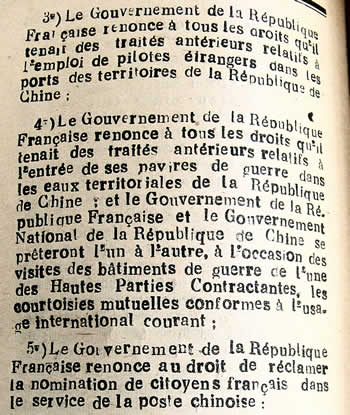 3°) Le Gouvernement de la République
Française renonce à tous les droits qu'il
tenait des traités antérieurs relatifs à
l'emploi de pilotes étrangers dans les
ports des territoires de la République de
Chine ;
4°) Le Gouvernement de la République
Française renonce à tous les droits qu'il
tenait des traités antérieurs relatifs à
l'entrée de ses navires de guerre dans
les eaux territoriales de la République
de Chine ; et le Gouvernement de la Ré-
publique Française et le Gouvernement
National de la République de Chine se
prêteront l'un à l'autre, à l'occasion des
visites des bâtiments de guerre de l'une
des Hautes Parties Contractantes, les
courtoisies mutuelles conformes à l'usa-
ge international courant ;
5°) Le Gouvernement de la République
Française renonce au droit de réclamer
la nomination de citoyens français dans
le service de la poste chinoise :